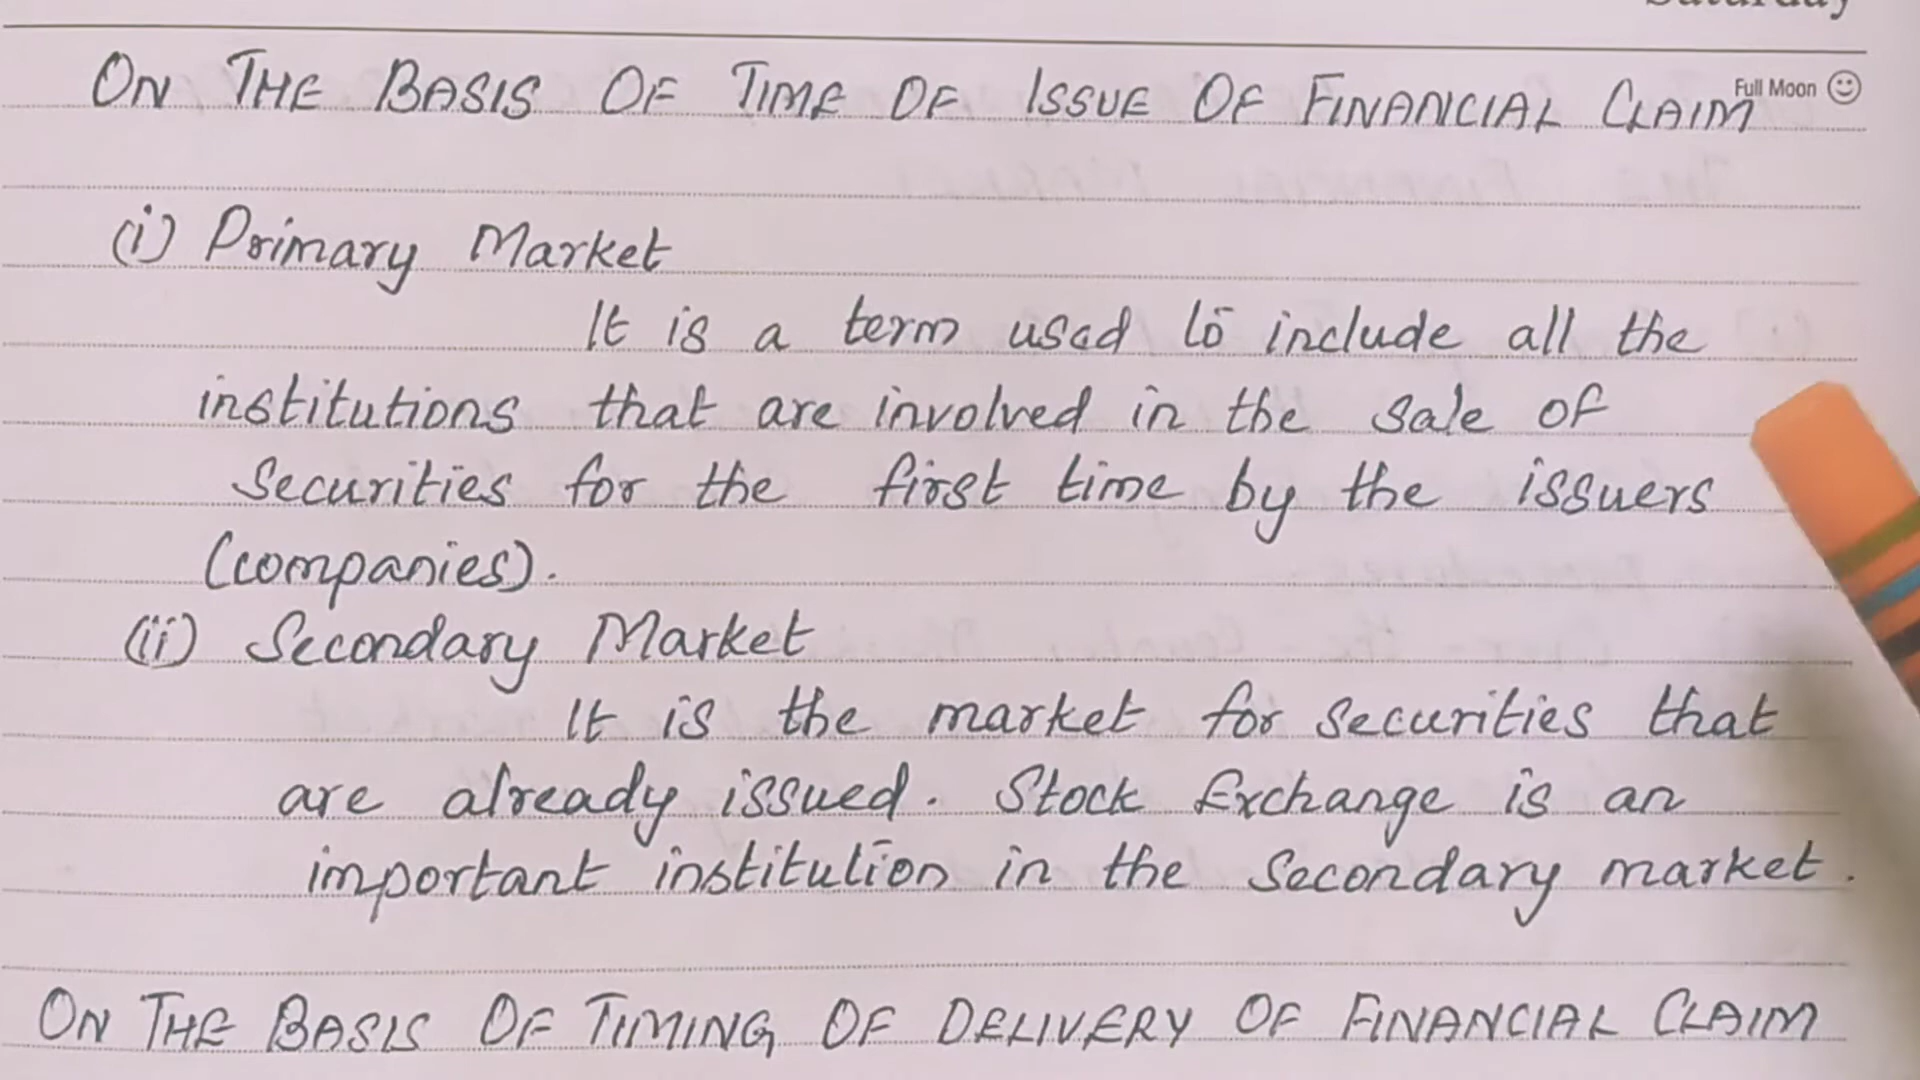 Saturday
ON THE BASIS OF TIME OF ISSUE OF FINANCIAL CLAIM
Full Moon
(i) Primary Market
It is a term used to include all the
institutions that are involved in the sale of
Securities for the first time by the issuers
(companies).
(ii) Secondary Market
It is the market for securities that
are already issued. Stock Exchange is an
important institution in the Secondary market.
ON THE BASIS OF TIMING OF DELIVERY OF FINANCIAL CLAIM